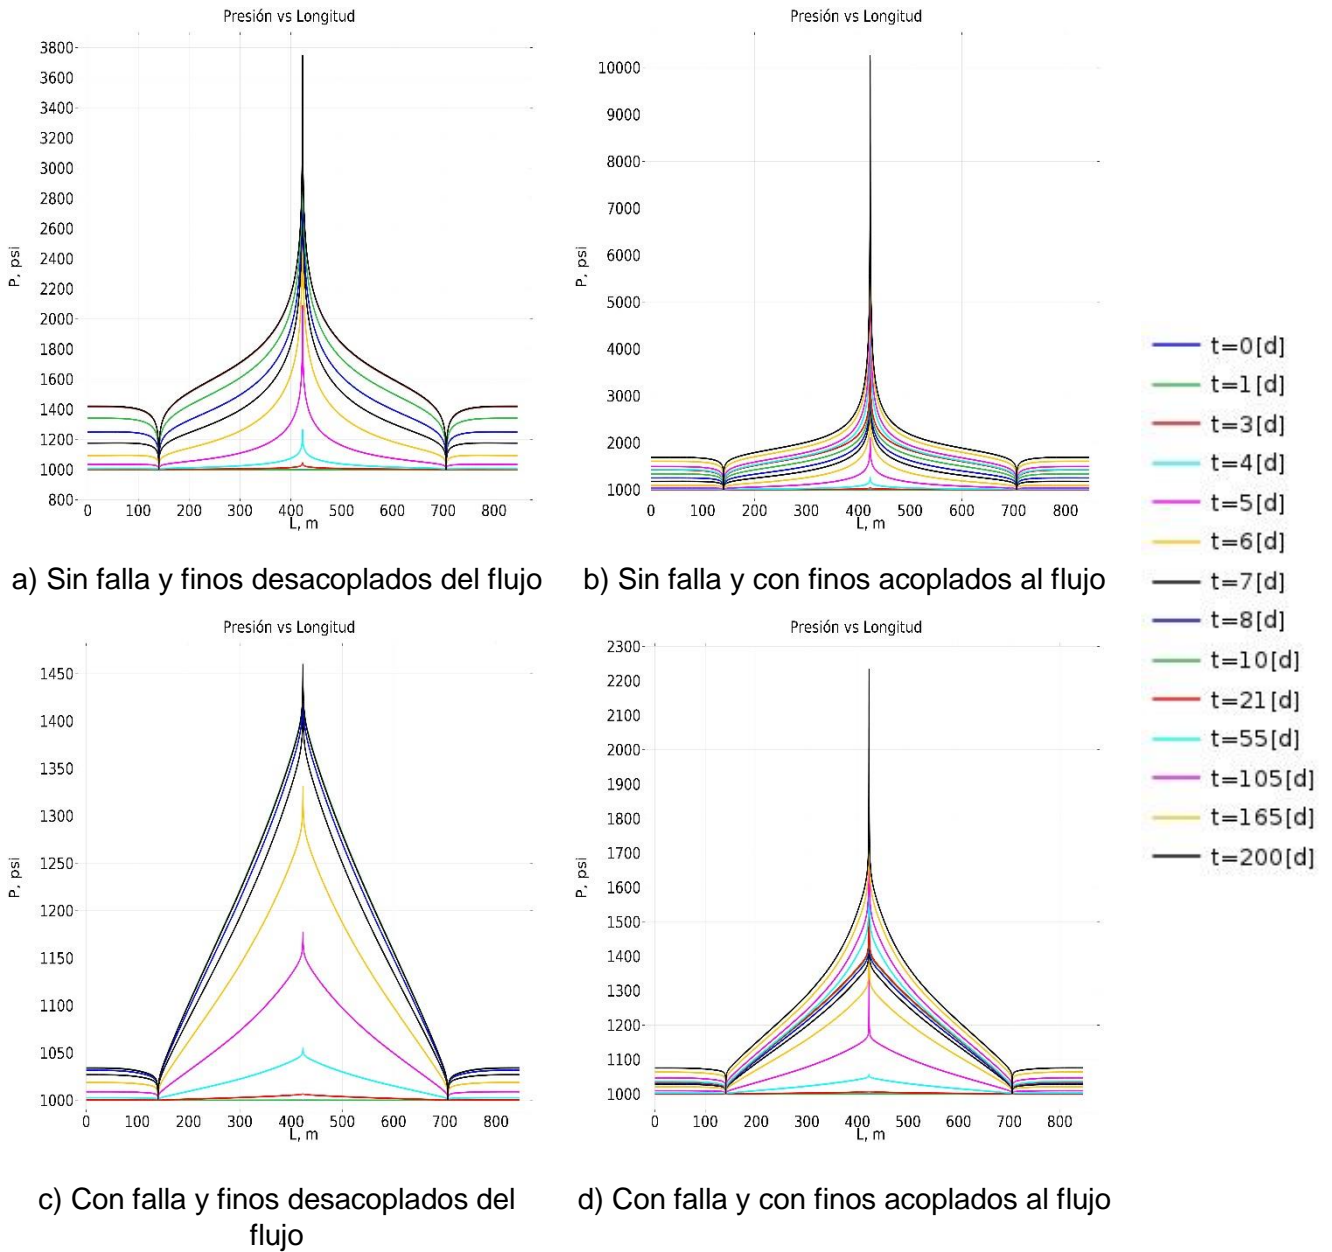 Presión vs Longitud
3800
3600
3400
3200
3000
2800
2600
2400
2200
2000
1800
1600
1400
1200
1000
800
P, psi
0 100 200 300 400 500 600 700 800
L, m
a) Sin falla y finos desacoplados del flujo
Presión vs Longitud
10000
9000
8000
7000
6000
5000
4000
3000
2000
1000
P, psi
0 100 200 300 400 500 600 700 800
L, m
b) Sin falla y con finos acoplados al flujo
Presión vs Longitud
1450
1400
1350
1300
1250
1200
1150
1100
1050
1000
P, psi
0 100 200 300 400 500 600 700 800
L, m
c) Con falla y finos desacoplados del
flujo
Presión vs Longitud
2300
2200
2100
2000
1900
1800
1700
1600
1500
1400
1300
1200
1100
1000
P, psi
0 100 200 300 400 500 600 700 800
L, m
d) Con falla y con finos acoplados al flujo
t=0[d]
t=1[d]
t=3[d]
t=4[d]
t=5[d]
t=6[d]
t=7[d]
t=8[d]
t=10[d]
t=21[d]
t=55[d]
t=105[d]
t=165[d]
t=200[d]